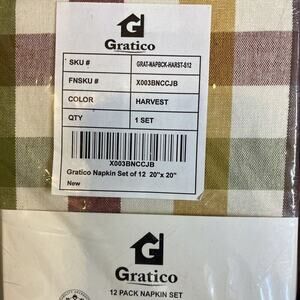 Gratico
SKU # GRAT-NAPBCK-HARST-S12
FNSKU # X003BNCCJB
COLOR HARVEST
QTY 1 SET
X003BNCCJB
Gratico Napkin Set of 12 20"x 20"
New
Gratico
12 PACK NAPKIN SET